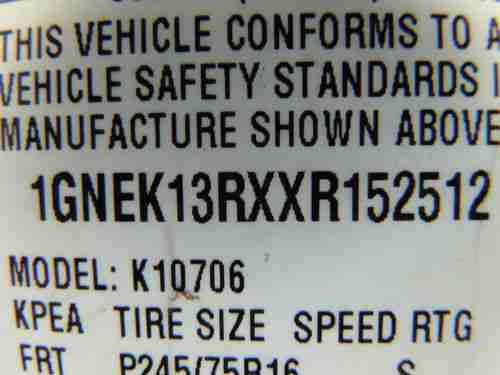 THIS VEHICLE CONFORMS TO A
VEHICLE SAFETY STANDARDS I
MANUFACTURE SHOWN ABOVE
1GNEK13RXXR152512
MODEL: K10706
KPEA TIRE SIZE SPEED RTG
FRT P245/75R16 S